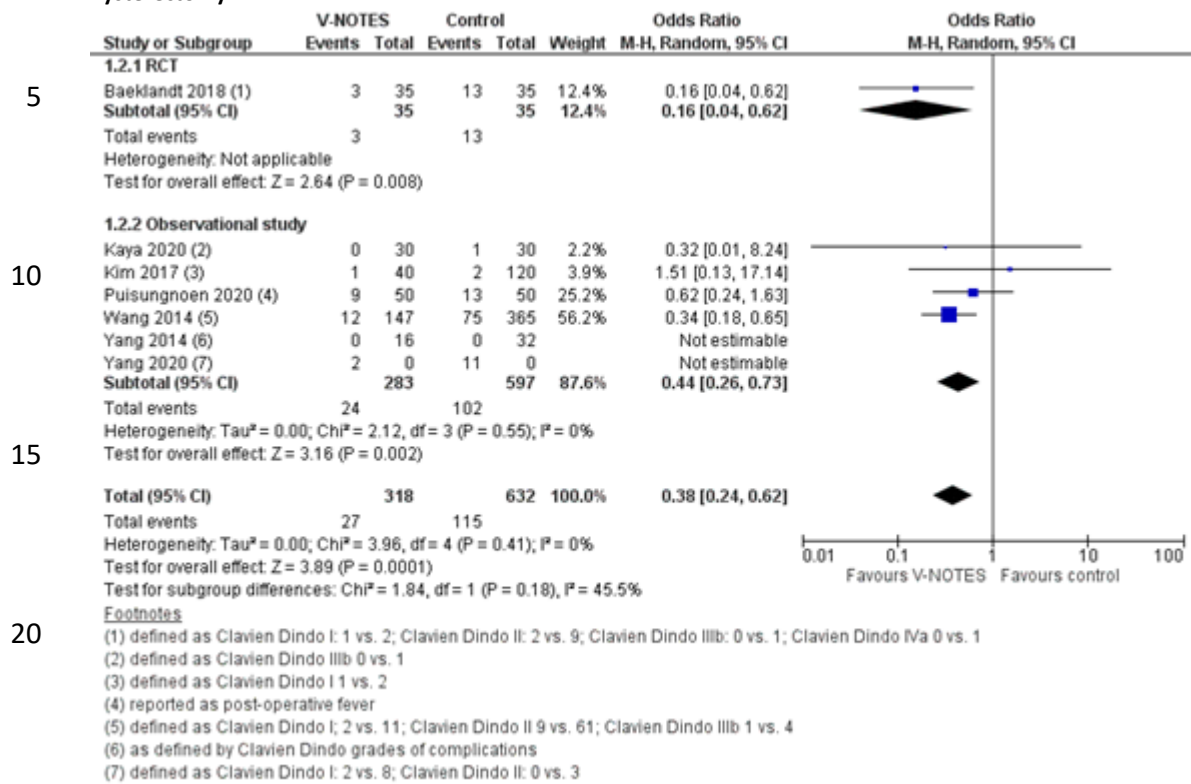 V-NOTES Control Odds Ratio Odds Ratio
Study or Subgroup Events Total Events Total Weight M-H, Random, 95% CI M-H, Random, 95% CI
1.2.1 RCT
5 Baeklandt 2018 (1) 3 35 13 35 12.4% 0.16 [0.04, 0.62]
Subtotal (95% CI) 35 35 12.4% 0.16 [0.04, 0.62]
Total events 3 13
Heterogeneity: Not applicable
Test for overall effect: Z = 2.64 (P = 0.008)
1.2.2 Observational study
Kaya 2020 (2) 0 30 1 30 2.2% 0.32 [0.01, 8.24]
10 Kim 2017 (3) 1 40 2 120 3.9% 1.51 [0.13, 17.14]
Puisungnoen 2020 (4) 9 50 13 50 25.2% 0.62 [0.24, 1.63]
Wang 2014 (5) 12 147 75 365 56.2% 0.34 [0.18, 0.65]
Yang 2014 (6) 0 16 0 32 Not estimable
Yang 2020 (7) 2 0 11 0 Not estimable
Subtotal (95% CI) 283 597 87.6% 0.44 [0.26, 0.73]
Total events 24 102
Heterogeneity: Tau² = 0.00; Chi² = 2.12, df = 3 (P = 0.55); I² = 0%
15 Test for overall effect: Z = 3.16 (P = 0.002)
Total (95% CI) 318 632 100.0% 0.38 [0.24, 0.62]
Total events 27 115
Heterogeneity: Tau² = 0.00; Chi² = 3.96, df = 4 (P = 0.41); I² = 0%
Test for overall effect: Z = 3.89 (P = 0.0001)
Test for subgroup differences: Chi² = 1.84, df = 1 (P = 0.18), I² = 45.5%
0.01 0.1 1 10 100
Favours V-NOTES Favours control
Footnotes
20 (1) defined as Clavien Dindo I: 1 vs. 2; Clavien Dindo II: 2 vs. 9; Clavien Dindo IIIb: 0 vs. 1; Clavien Dindo IVa 0 vs. 1
(2) defined as Clavien Dindo IIIb 0 vs. 1
(3) defined as Clavien Dindo I 1 vs. 2
(4) reported as post-operative fever
(5) defined as Clavien Dindo I; 2 vs. 11; Clavien Dindo II 9 vs. 61; Clavien Dindo IIIb 1 vs. 4
(6) as defined by Clavien Dindo grades of complications
(7) defined as Clavien Dindo I: 2 vs. 8; Clavien Dindo II: 0 vs. 3